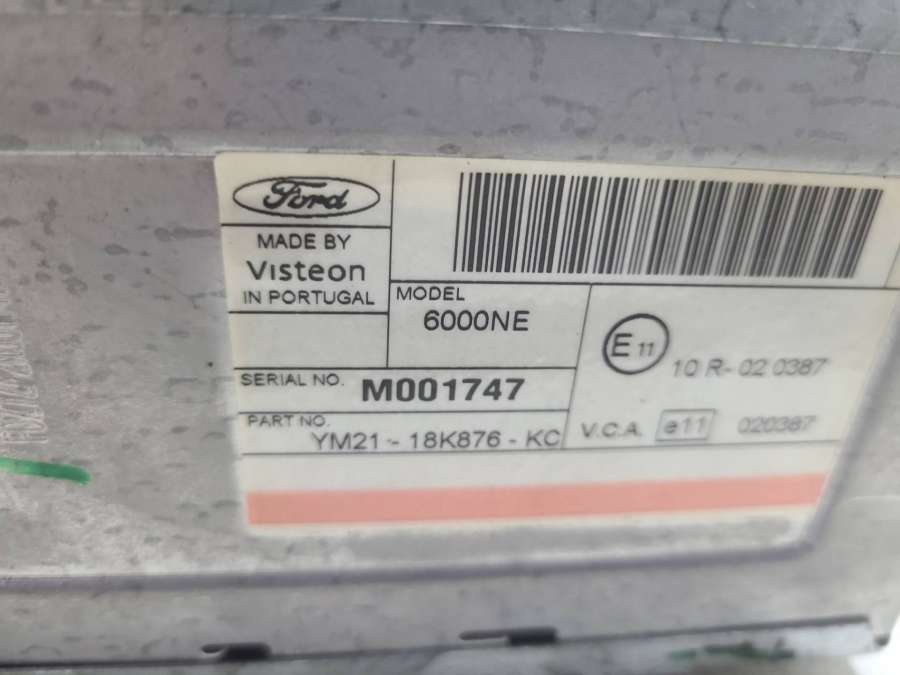 Ford
MADE BY
Visteon
IN PORTUGAL
MODEL
6000NE
E11
10 R-02 0387
SERIAL NO.
M001747
PART NO.
YM21-18K876-KC
V.C.A.
e11
020387